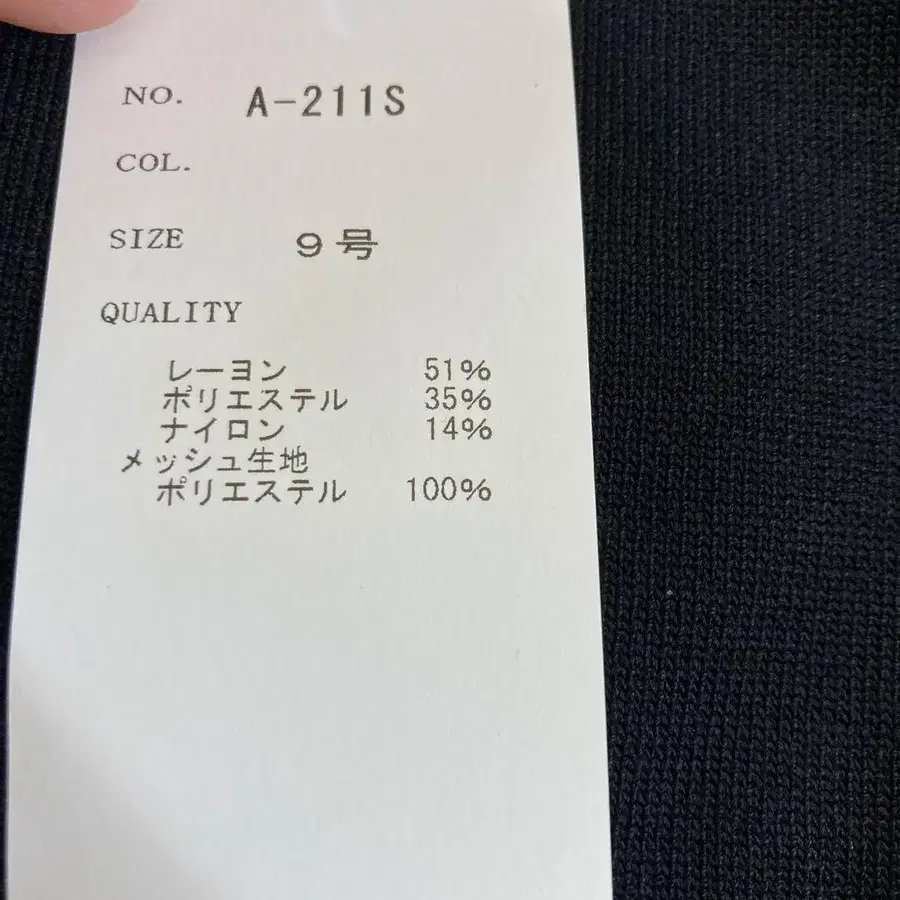 NO. A-211S
COL.
SIZE 9号
QUALITY
レーヨン 51%
ポリエステル 35%
ナイロン 14%
メッシュ生地
ポリエステル 100%